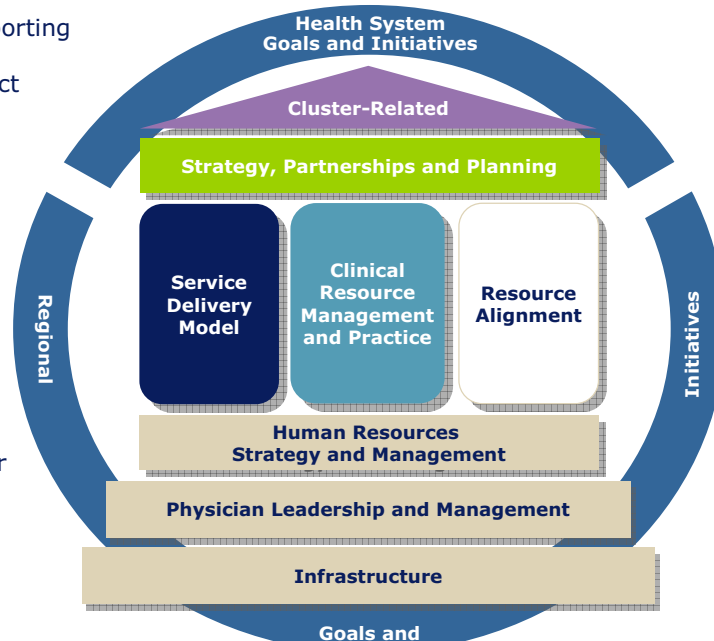 orting
Health System
Goals and Initiatives
ct
Cluster-Related
Strategy, Partnerships and Planning
Service
Delivery
Model
Clinical
Resource
Management
and Practice
Resource
Alignment
Regional
Initiatives
Human Resources
Strategy and Management
r
Physician Leadership and Management
Infrastructure
Goals and